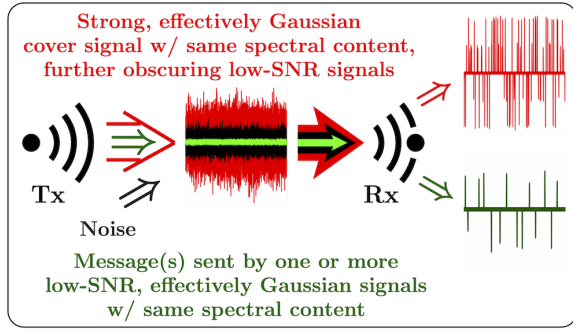 Strong, effectively Gaussian
cover signal w/ same spectral content,
further obscuring low-SNR signals
Tx
Rx
Noise
Message(s) sent by one or more
low-SNR, effectively Gaussian signals
w/ same spectral content